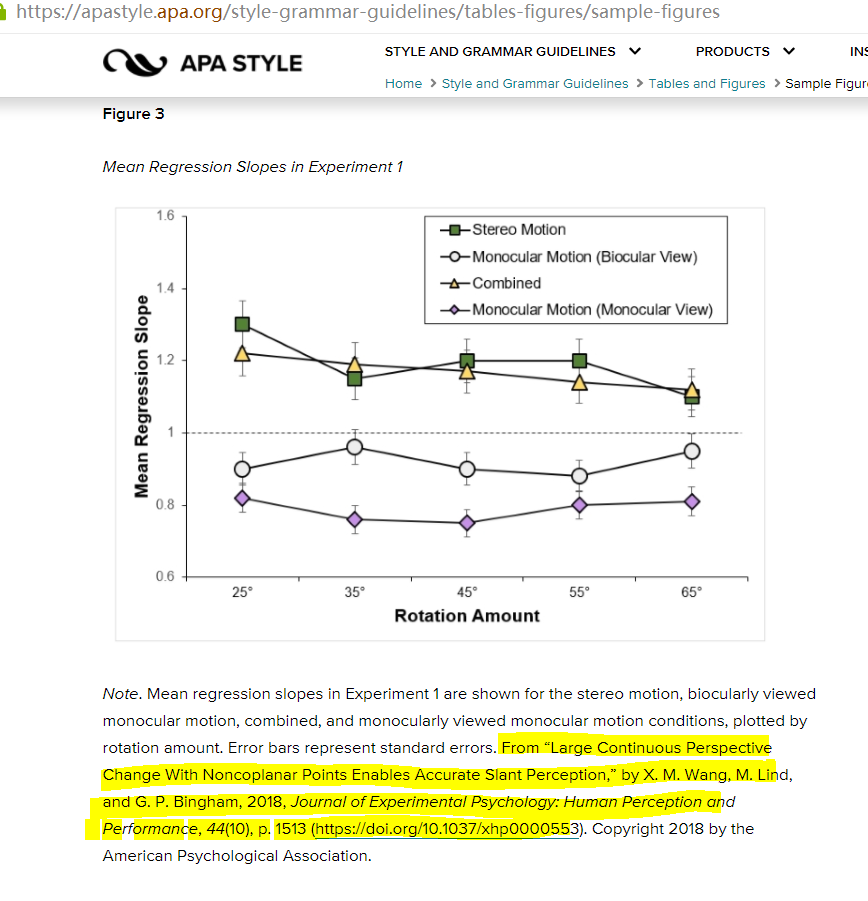 https://apastyle.apa.org/style-grammar-guidelines/tables-figures/sample-figures
APA STYLE
STYLE AND GRAMMAR GUIDELINES
PRODUCTS
INS
Home > Style and Grammar Guidelines > Tables and Figures > Sample Figur
Figure 3
Mean Regression Slopes in Experiment 1
1.6
1.4
1.2
1
0.8
0.6
Mean Regression Slope
Stereo Motion
Monocular Motion (Biocular View)
Combined
Monocular Motion (Monocular View)
25° 35° 45° 55° 65°
Rotation Amount
Note. Mean regression slopes in Experiment 1 are shown for the stereo motion, biocularly viewed
monocular motion, combined, and monocularly viewed monocular motion conditions, plotted by
rotation amount. Error bars represent standard errors. From “Large Continuous Perspective
Change With Noncoplanar Points Enables Accurate Slant Perception,” by X. M. Wang, M. Lind,
and G. P. Bingham, 2018, Journal of Experimental Psychology: Human Perception and
Performance, 44(10), p. 1513 (https://doi.org/10.1037/xhp0000553). Copyright 2018 by the
American Psychological Association.